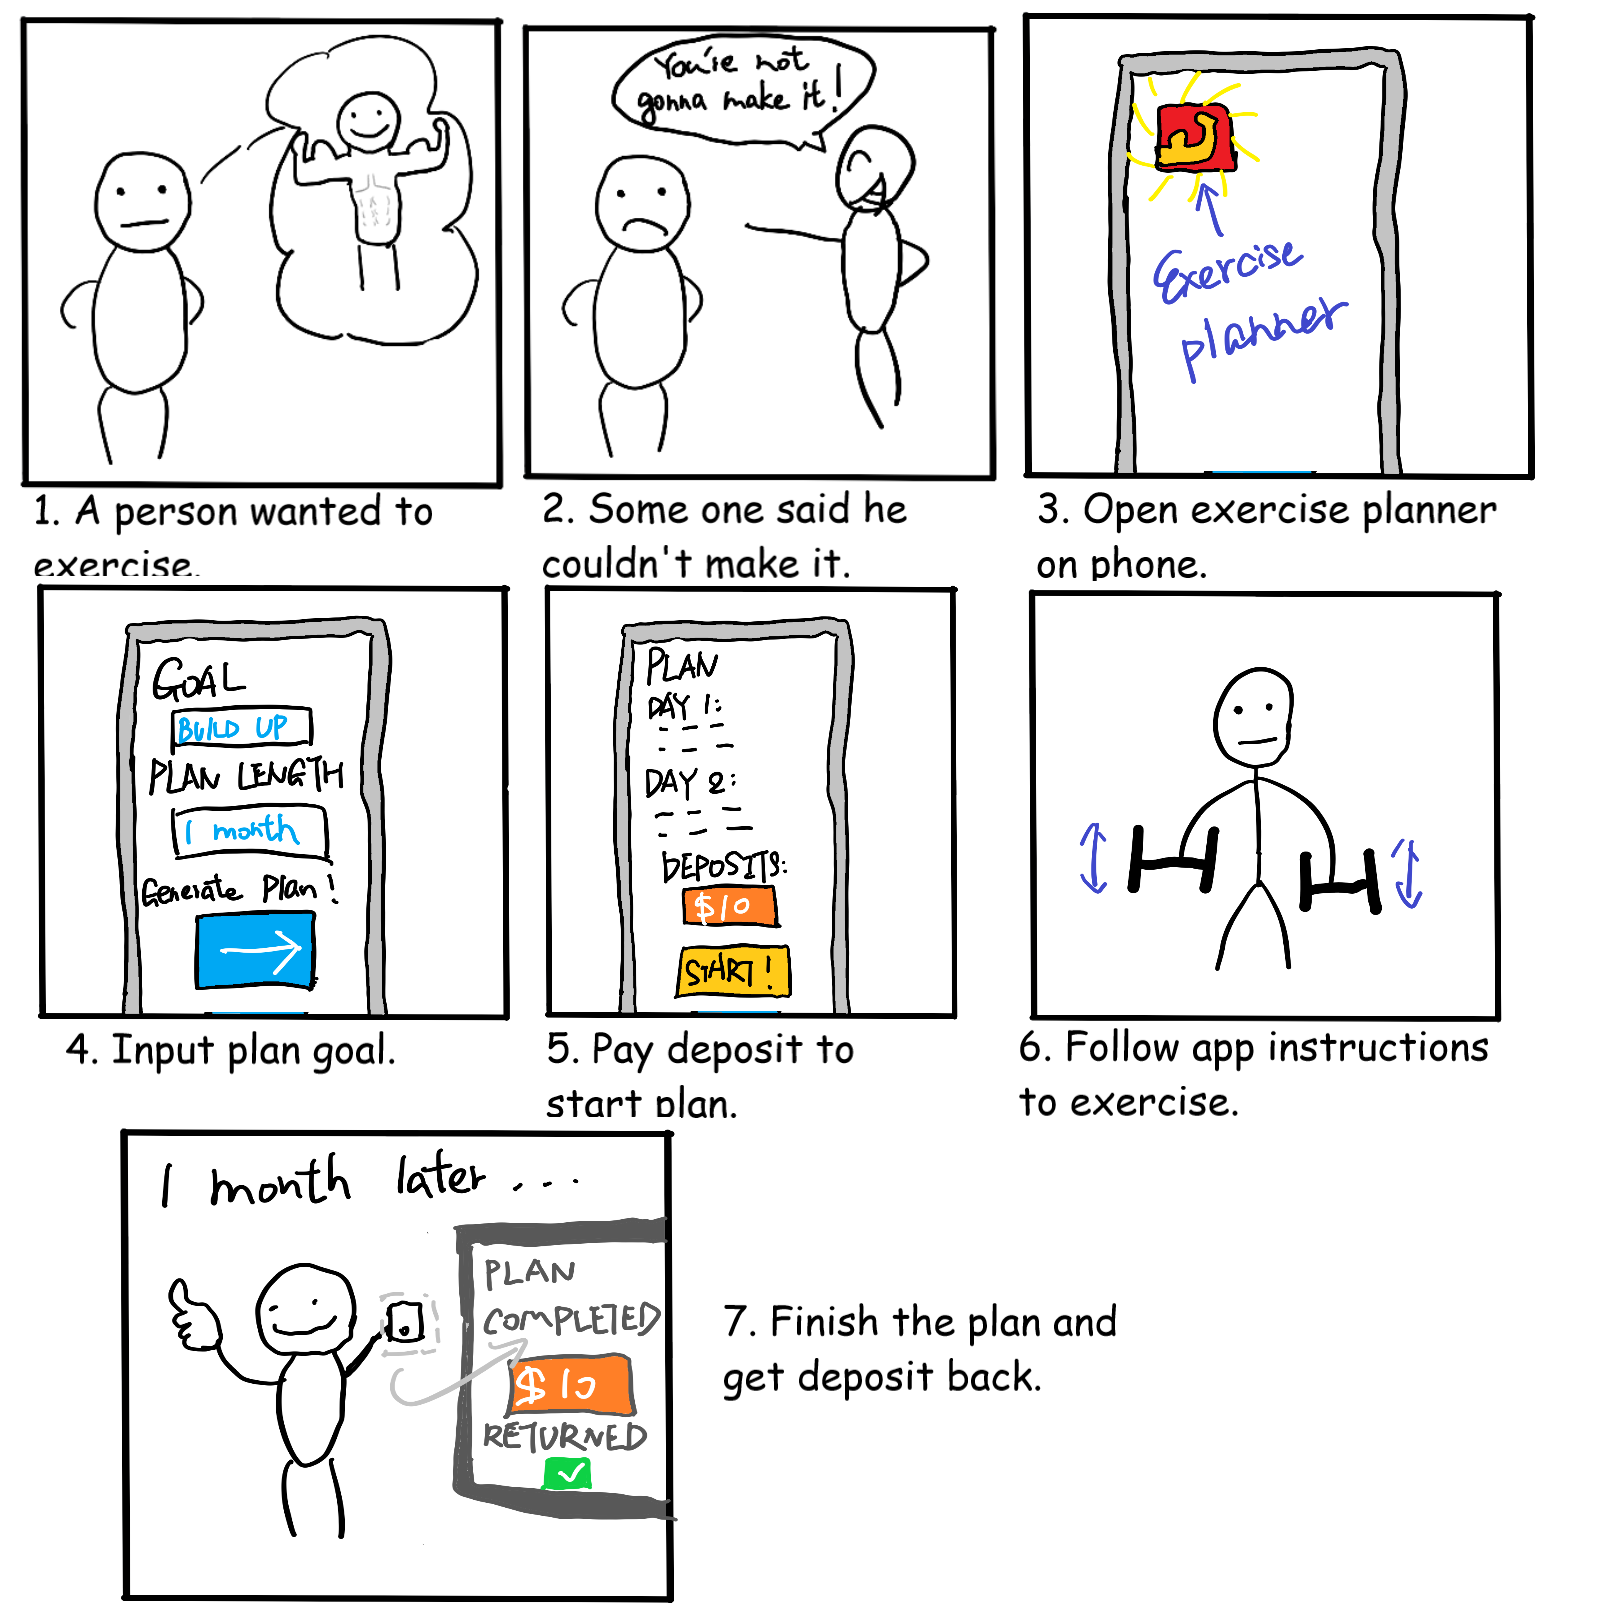 You're not
gonna make it!
Exercise
planner
1. A person wanted to
exercise.
2. Some one said he
couldn't make it.
3. Open exercise planner
on phone.
GOAL
BUILD UP
PLAN LENGTH
1 month
Generate Plan!
PLAN
DAY 1:
DAY 2:
DEPOSITS:
$10
START!
4. Input plan goal.
5. Pay deposit to
start plan.
6. Follow app instructions
to exercise.
1 month later ...
PLAN
COMPLETED
$10
RETURNED
7. Finish the plan and
get deposit back.